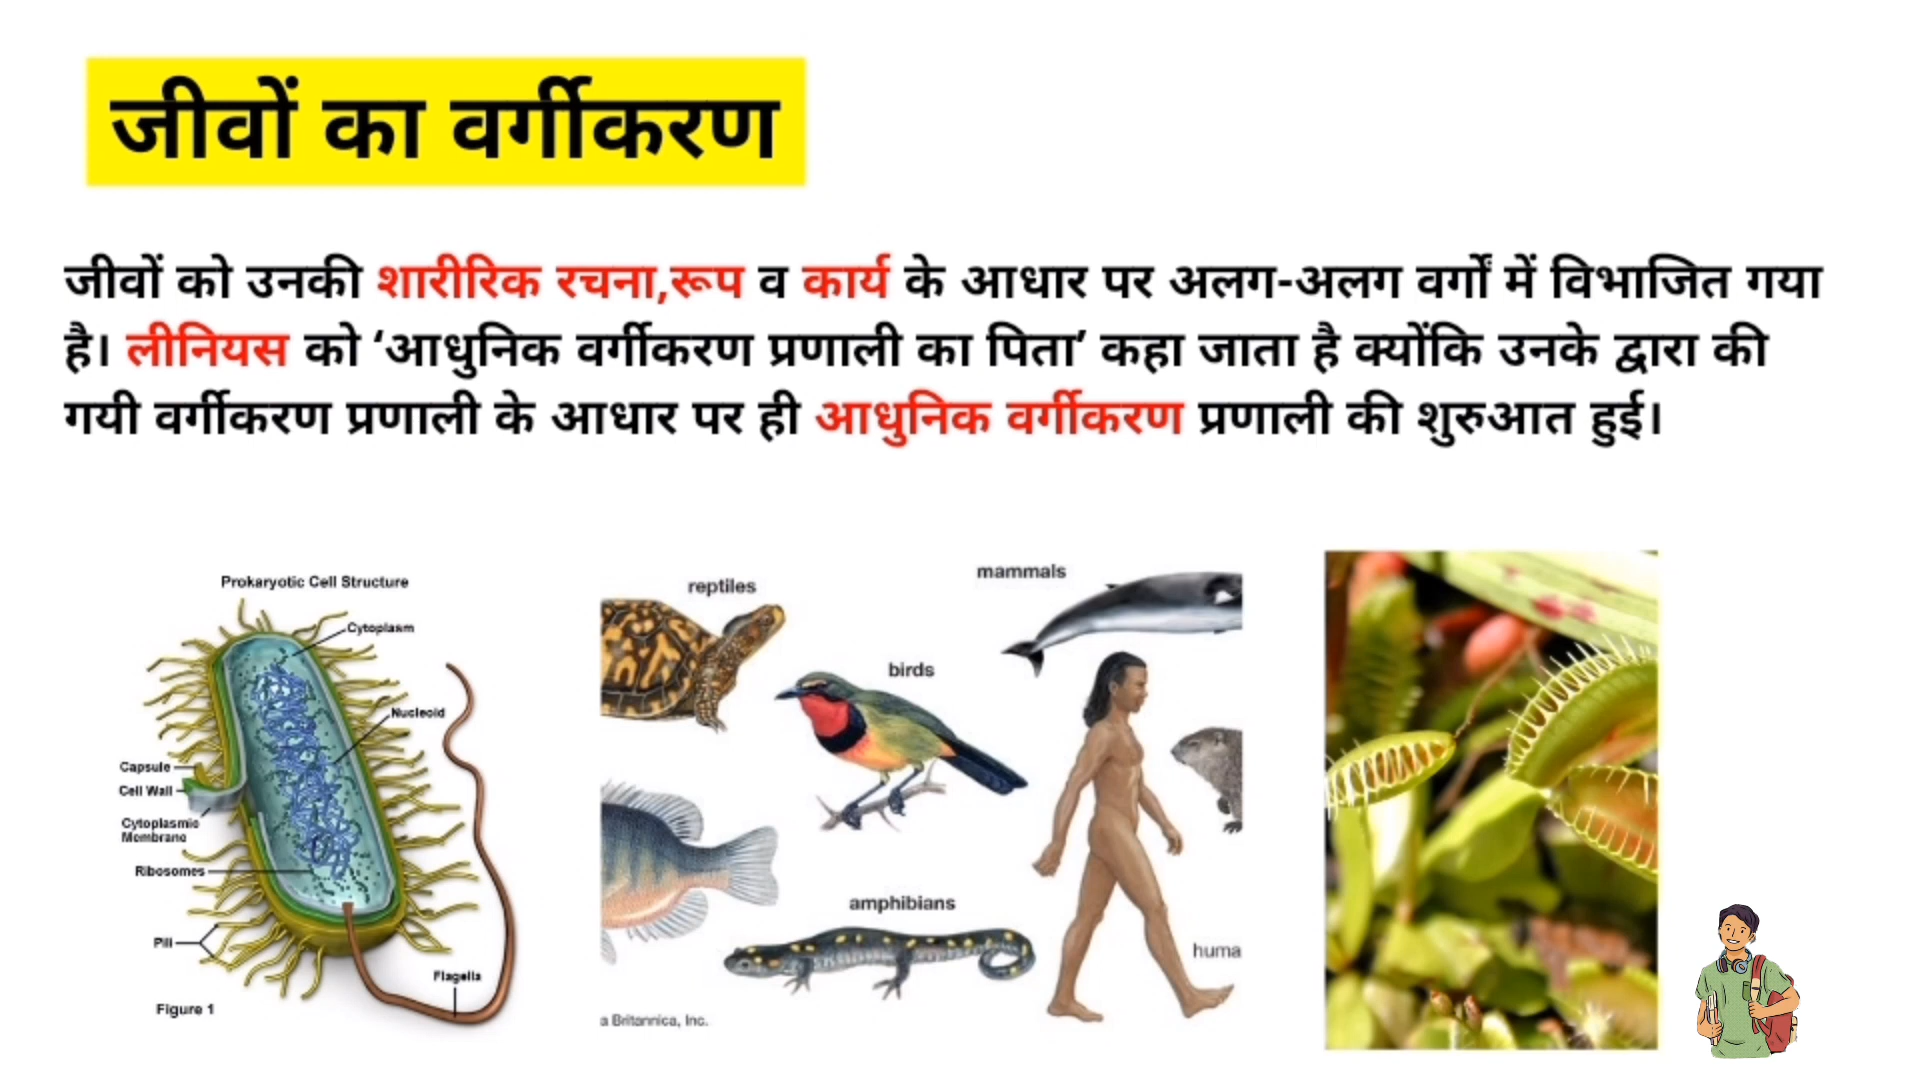 जीवों का वर्गीकरण
जीवों को उनकी शारीरिक रचना,रूप व कार्य के आधार पर अलग-अलग वर्गों में विभाजित गया
है। लीनियस को ‘आधुनिक वर्गीकरण प्रणाली का पिता’ कहा जाता है क्योंकि उनके द्वारा की
गयी वर्गीकरण प्रणाली के आधार पर ही आधुनिक वर्गीकरण प्रणाली की शुरुआत हुई।
Prokaryotic Cell Structure
Cytoplasm
Nucleoid
Capsule
Cell Wall
Cytoplasmic
Membrane
Ribosomes
Pili
Flagella
Figure 1
reptiles
mammals
birds
amphibians
huma
a Britannica, Inc.